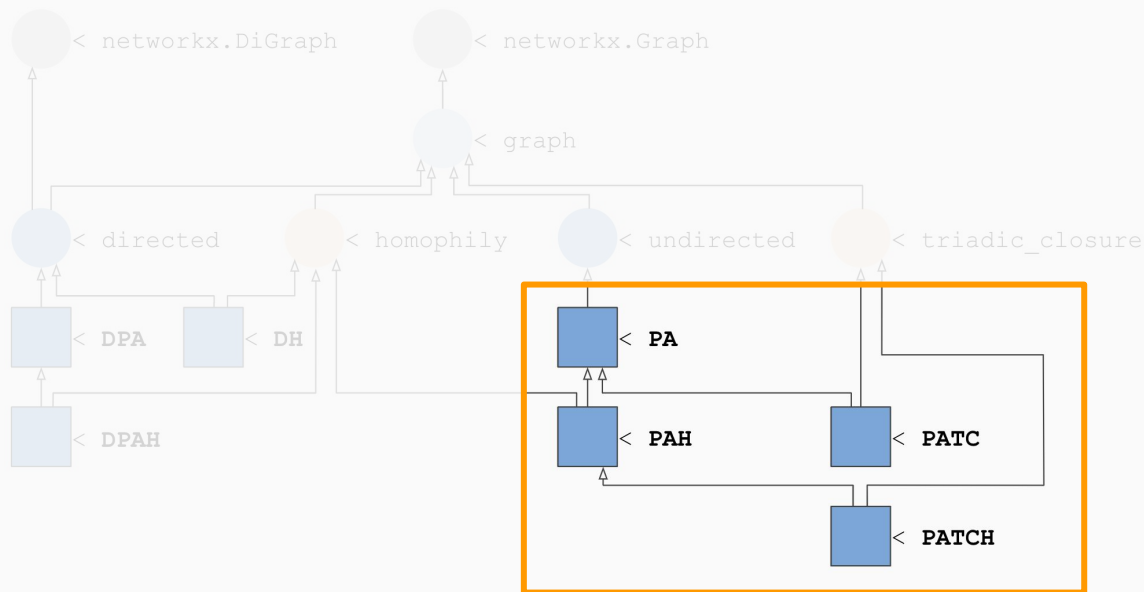 < networkx.DiGraph
< networkx.Graph
< graph
< directed
< homophily
< undirected
< triadic_closure
< DPA
< DH
< PA
< DPAH
< PAH
< PATC
< PATCH